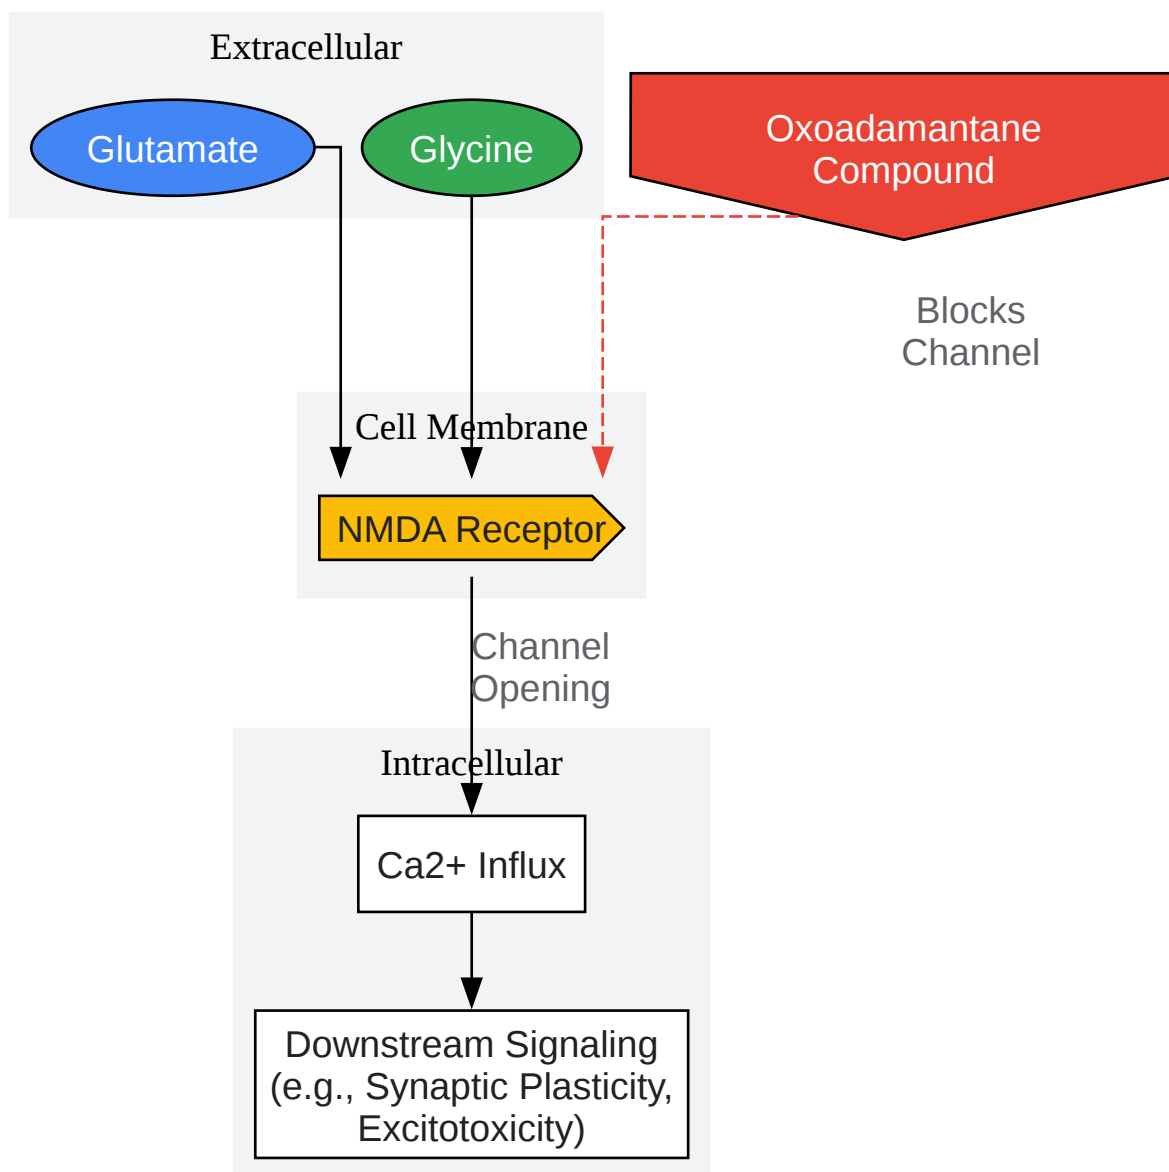 Extracellular
Glutamate
Glycine
Oxoadamantane
Compound
Blocks
Channel
Cell Membrane
NMDA Receptor
Channel
Opening
Intracellular
Ca2+ Influx
Downstream Signaling
(e.g., Synaptic Plasticity,
Excitotoxicity)